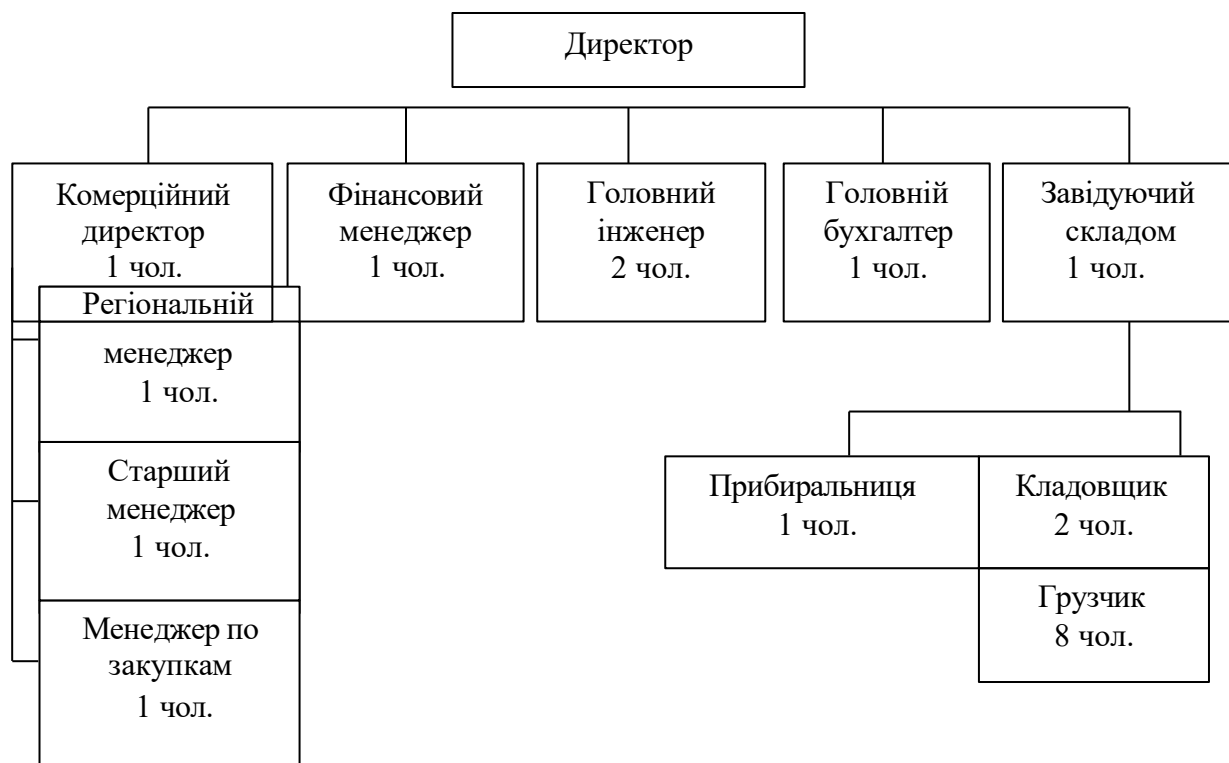 Директор
Комерційний
директор
1 чол.
Фінансовий
менеджер
1 чол.
Головний
інженер
2 чол.
Головній
бухгалтер
1 чол.
Завідуючий
складом
1 чол.
Регіональній
менеджер
1 чол.
Старший
менеджер
1 чол.
Менеджер по
закупкам
1 чол.
Прибиральниця
1 чол.
Кладовщик
2 чол.
Грузчик
8 чол.